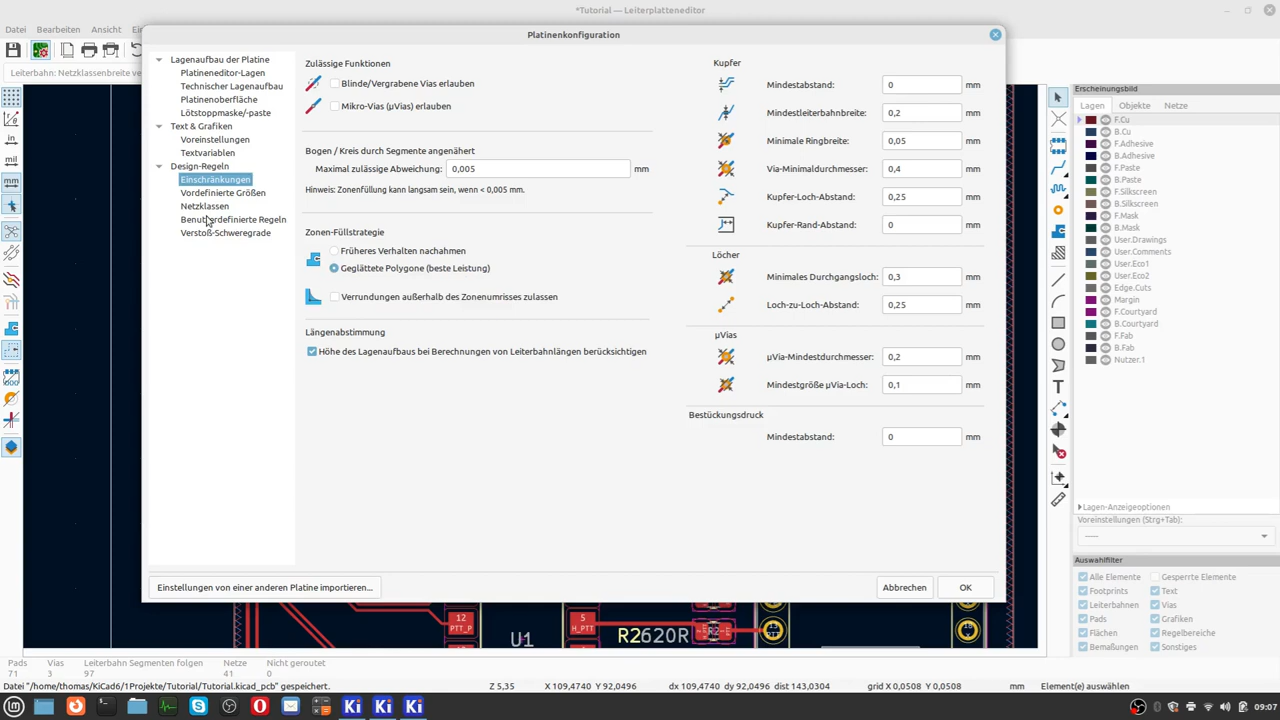 *Tutorial — Leiterplatteneditor
Datei Bearbeiten Ansicht
Leiterbahn: Netzklassenbreite ve
Platinenkonfiguration
Lagenaufbau der Platine
Platineneditor-Lagen
Technischer Lagenaufbau
Platinenoberfläche
Lötstoppmaske/-paste
Text & Grafiken
Voreinstellungen
Textvariablen
Design-Regeln
Einschränkungen
Vordefinierte Größen
Netzklassen
Benutzerdefinierte Regeln
Verstoß-Schweregrade
Zulässige Funktionen
Blinde/Vergrabene Vias erlauben
Mikro-Vias (µVias) erlauben
Bogen / Kreis durch Segmente angenähert
Maximal zulässige Abweichung: 0,005 mm
Hinweis: Zonenfüllung kann langsam sein, wenn < 0,005 mm.
Zonen-Füllstrategie
Früheres Verhalten nachahmen
Geglättete Polygone (beste Leistung)
Verrundungen außerhalb des Zonenumrisses zulassen
Längenabstimmung
Höhe des Lagenaufbaus bei Berechnungen von Leiterbahnlängen berücksichtigen
Kupfer
Mindestabstand: 0 mm
Mindestleiterbahnbreite: 0,2 mm
Minimale Ringbreite: 0,05 mm
Via-Minimaldurchmesser: 0,4 mm
Kupfer-Loch-Abstand: 0,25 mm
Kupfer-Rand-Abstand: 0 mm
Löcher
Minimales Durchgangsloch: 0,3 mm
Loch-zu-Loch-Abstand: 0,25 mm
µVias
µVia-Mindestdurchmesser: 0,2 mm
Mindestgröße µVia-Loch: 0,1 mm
Bestückungsdruck
Mindestabstand: 0 mm
Einstellungen von einer anderen Platine importieren...
Abbrechen OK
in
mil
mm
Erscheinungsbild
Lagen Objekte Netze
F.Cu
B.Cu
F.Adhesive
B.Adhesive
F.Paste
B.Paste
F.Silkscreen
B.Silkscreen
F.Mask
B.Mask
User.Drawings
User.Comments
User.Eco1
User.Eco2
Edge.Cuts
Margin
F.Courtyard
B.Courtyard
F.Fab
B.Fab
Nutzer.1
Lagen-Anzeigeoptionen
Voreinstellungen (Strg+Tab):
Auswahlfilter
Alle Elemente Gesperrte Elemente
Footprints Text
Leiterbahnen Vias
Pads Grafiken
Flächen Regelbereiche
Bemaßungen Sonstiges
12
PTT_P
U1
5
H_PTT
R2620R
Pads Vias Leiterbahn Segmenten folgen Netze Nicht geroutet
71 3 97 41 0
Datei "/home/thomas/KiCad6/1Projekte/Tutorial/Tutorial.kicad_pcb" gespeichert. Z 5,35 X 109,4740 Y 92,0496 dx 109,4740 dy 92,0496 dist 143,0304 grid X 0,0508 Y 0,0508 mm Element(e) auswählen
09:07